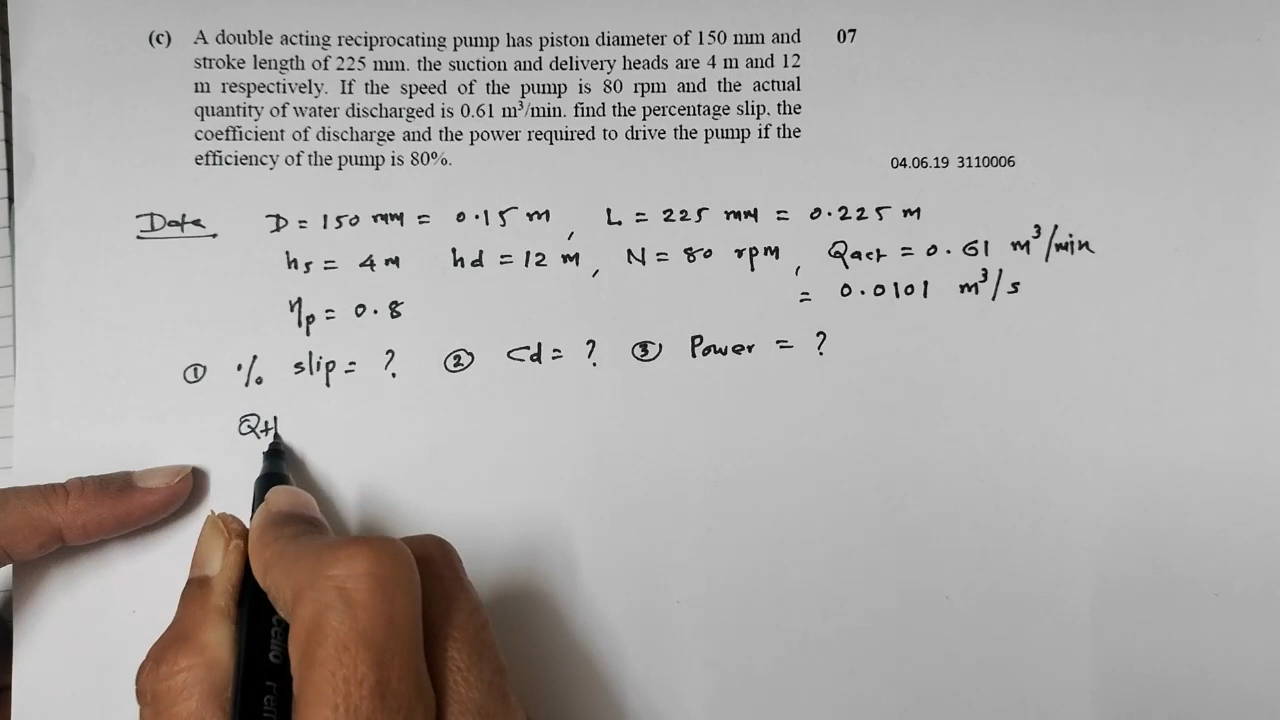 (c) A double acting reciprocating pump has piston diameter of 150 mm and 07
stroke length of 225 mm. the suction and delivery heads are 4 m and 12
m respectively. If the speed of the pump is 80 rpm and the actual
quantity of water discharged is 0.61 m³/min. find the percentage slip, the
coefficient of discharge and the power required to drive the pump if the
efficiency of the pump is 80%.
04.06.19 3110006
Data D = 150 mm = 0.15 m, L = 225 mm = 0.225 m
hs = 4 m hd = 12 m, N = 80 rpm, Qact = 0.61 m³/min
= 0.0101 m³/s
ηp = 0.8
① % slip = ? ② Cd = ? ③ Power = ?
Qth
cello